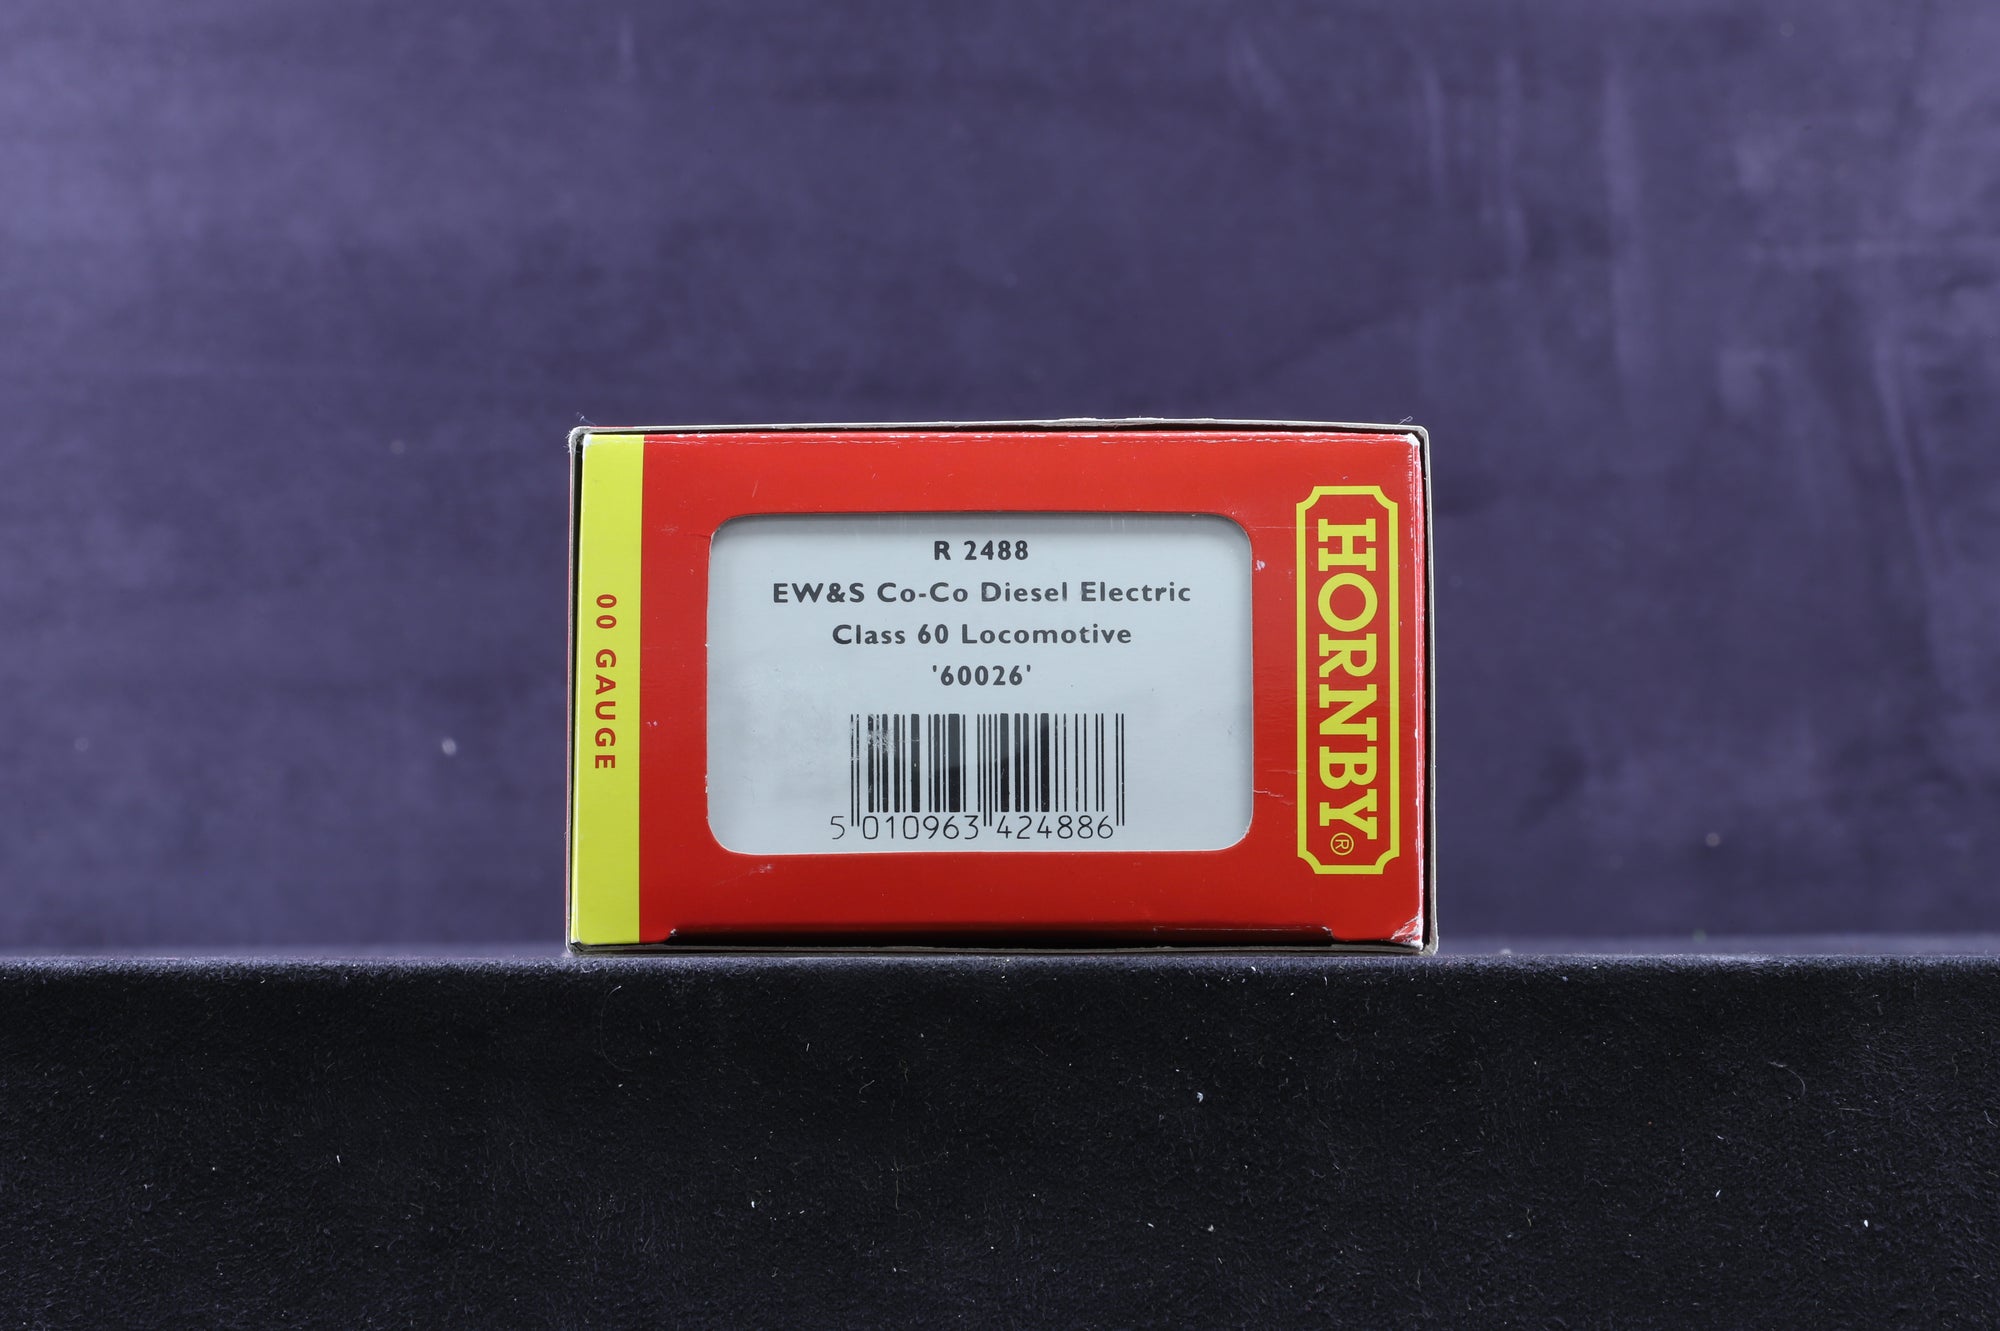 00 GAUGE
R 2488
EW&S Co-Co Diesel Electric
Class 60 Locomotive
'60026'
5 010963 424886
HORNBY®